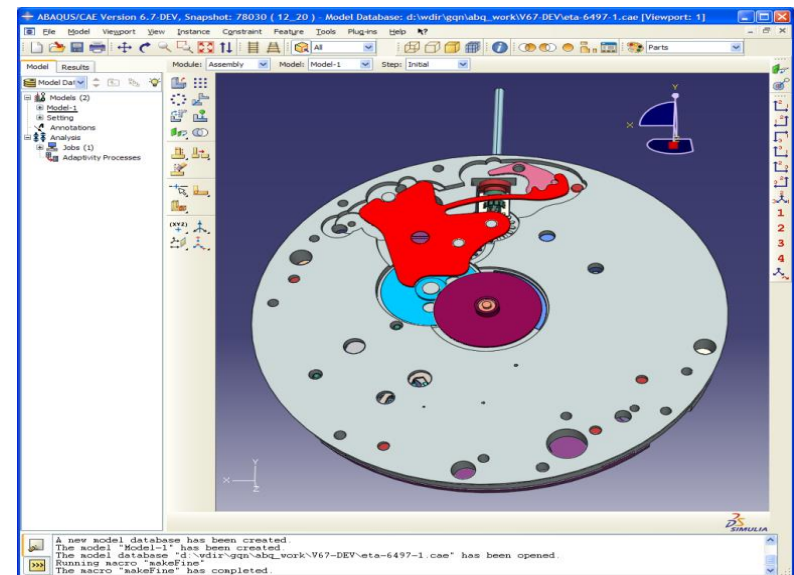 ABAQUS/CAE Version 6.7-DEV, Snapshot: 78030 ( 12_20 ) - Model Database: d:\wdir\gqn\abq_work\V67-DEV\eta-6497-1.cae [Viewport: 1]
File Model Viewport View Instance Constraint Feature Tools Plug-ins Help
All Parts
Model Results Module: Assembly Model: Model-1 Step: Initial
Model Dat
Models (2)
Model-1
Setting
Annotations
Analysis
Jobs (1)
Adaptivity Processes
(XYZ)
Y
X
1
2
3
4
Y
X
Z
SIMULIA
A new model database has been created.
The model "Model-1" has been created.
The model database "d:\wdir\gqn\abq_work\V67-DEV\eta-6497-1.cae" has been opened.
Running macro "makeFine"
The macro "makeFine" has completed.
>>>